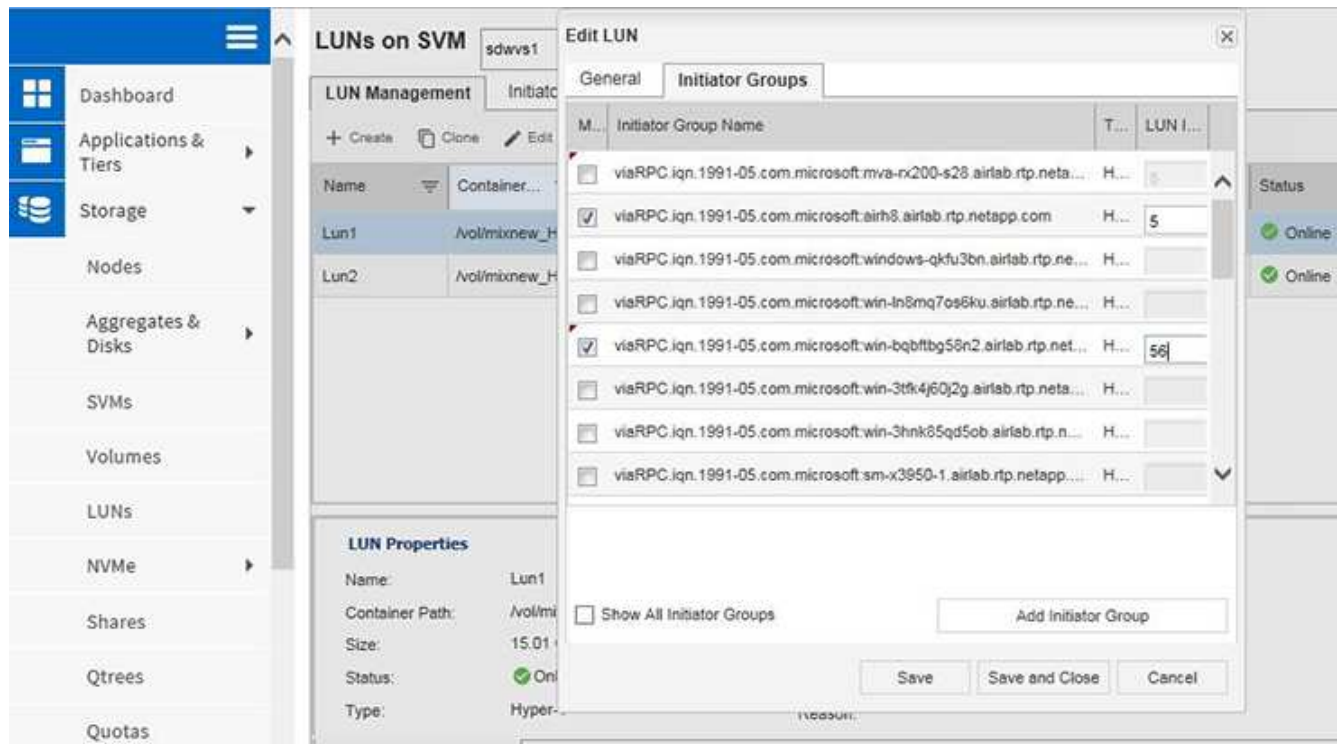 LUNs on SVM sdwvs1
Edit LUN
General Initiator Groups
LUN Management Initiato
+ Create Clone Edit
M... Initiator Group Name T... LUN I...
Name Container... Status
viaRPC.iqn.1991-05.com.microsoft:mva-rx200-s28.airlab.rtp.neta... H...
viaRPC.iqn.1991-05.com.microsoft:airh8.airlab.rtp.netapp.com H... 5
viaRPC.iqn.1991-05.com.microsoft:windows-qkfu3bn.airlab.rtp.ne... H...
viaRPC.iqn.1991-05.com.microsoft:win-ln8mq7os6ku.airlab.rtp.ne... H...
viaRPC.iqn.1991-05.com.microsoft:win-bqbftbg58n2.airlab.rtp.net... H... 56
viaRPC.iqn.1991-05.com.microsoft:win-3tfk4j60j2g.airlab.rtp.neta... H...
viaRPC.iqn.1991-05.com.microsoft:win-3hnk85qd5ob.airlab.rtp.n... H...
viaRPC.iqn.1991-05.com.microsoft:sm-x3950-1.airlab.rtp.netapp.... H...
Lun1 /vol/mixnew_H Online
Lun2 /vol/mixnew_H Online
Show All Initiator Groups Add Initiator Group
Save Save and Close Cancel
Dashboard
Applications &
Tiers
Storage
Nodes
Aggregates &
Disks
SVMs
Volumes
LUNs
NVMe
Shares
Qtrees
Quotas
LUN Properties
Name: Lun1
Container Path: /vol/mi
Size: 15.01
Status: Onl
Type: Hyper-
Reason: